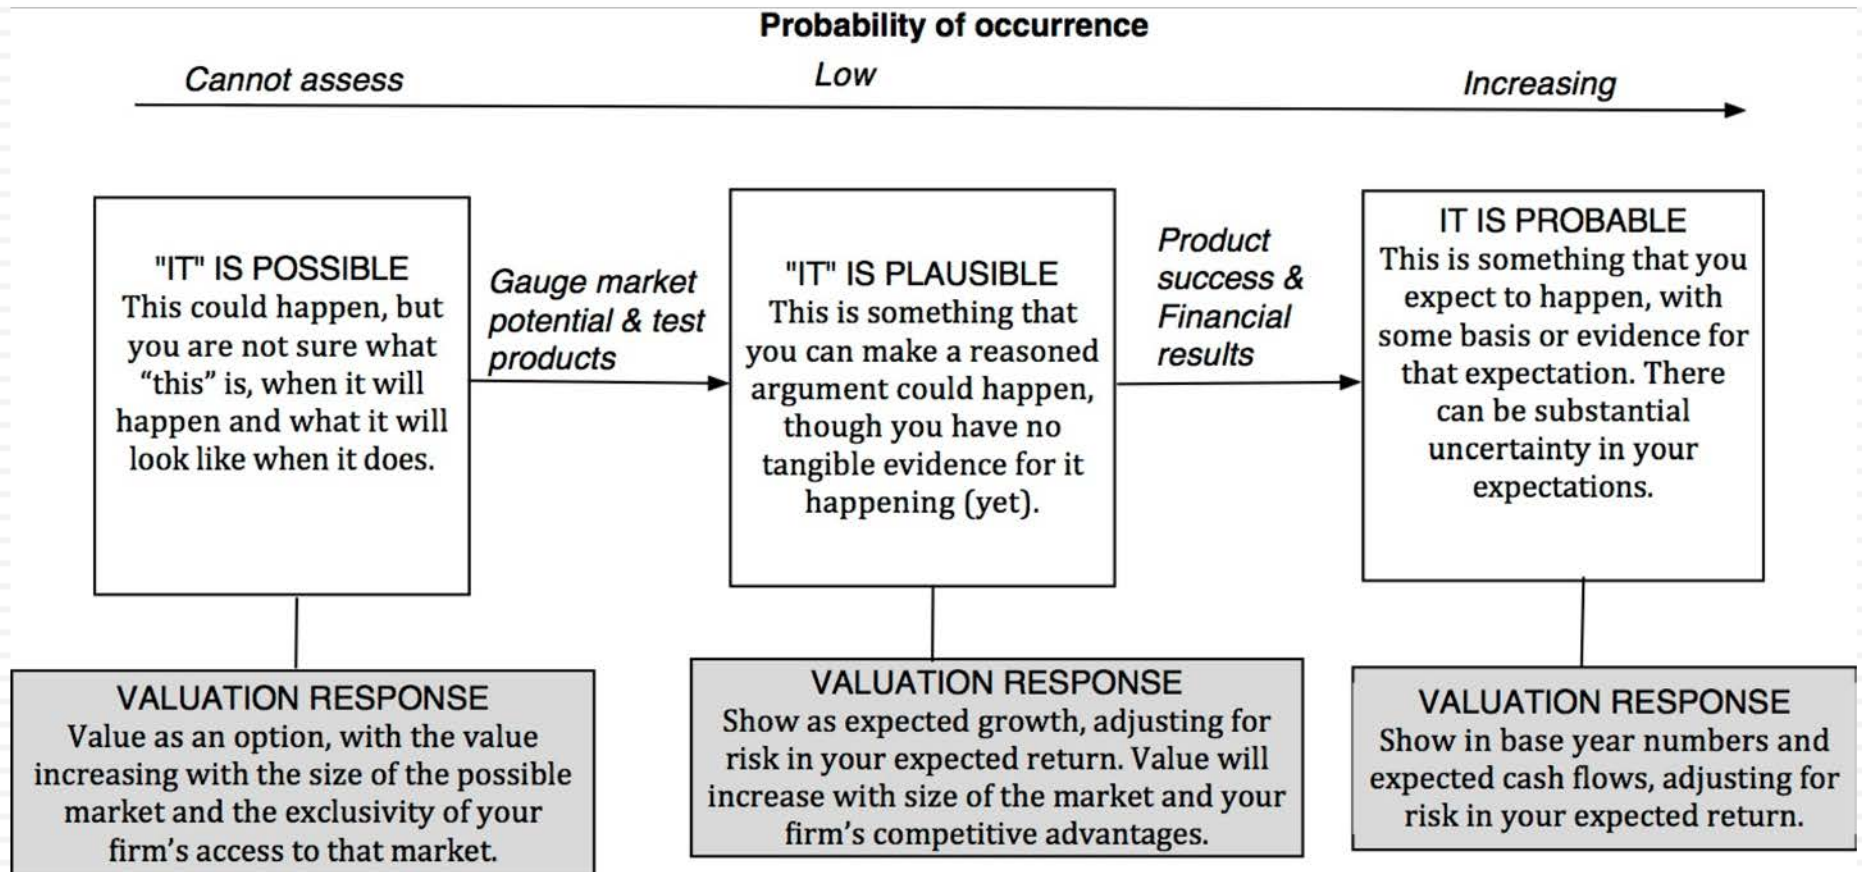 Probability of occurrence
Cannot assess
Low
Increasing
"IT" IS POSSIBLE
This could happen, but
you are not sure what
“this” is, when it will
happen and what it will
look like when it does.
Gauge market
potential & test
products
"IT" IS PLAUSIBLE
This is something that
you can make a reasoned
argument could happen,
though you have no
tangible evidence for it
happening (yet).
Product
success &
Financial
results
IT IS PROBABLE
This is something that you
expect to happen, with
some basis or evidence for
that expectation. There
can be substantial
uncertainty in your
expectations.
VALUATION RESPONSE
Value as an option, with the value
increasing with the size of the possible
market and the exclusivity of your
firm’s access to that market.
VALUATION RESPONSE
Show as expected growth, adjusting for
risk in your expected return. Value will
increase with size of the market and your
firm’s competitive advantages.
VALUATION RESPONSE
Show in base year numbers and
expected cash flows, adjusting for
risk in your expected return.